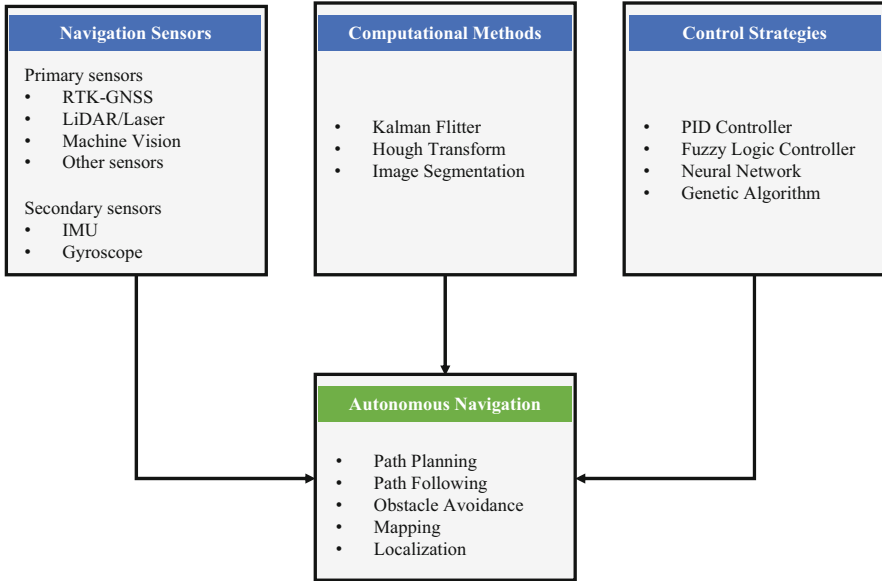 Navigation Sensors
Primary sensors
• RTK-GNSS
• LiDAR/Laser
• Machine Vision
• Other sensors
Secondary sensors
• IMU
• Gyroscope
Computational Methods
• Kalman Flitter
• Hough Transform
• Image Segmentation
Control Strategies
• PID Controller
• Fuzzy Logic Controller
• Neural Network
• Genetic Algorithm
Autonomous Navigation
• Path Planning
• Path Following
• Obstacle Avoidance
• Mapping
• Localization